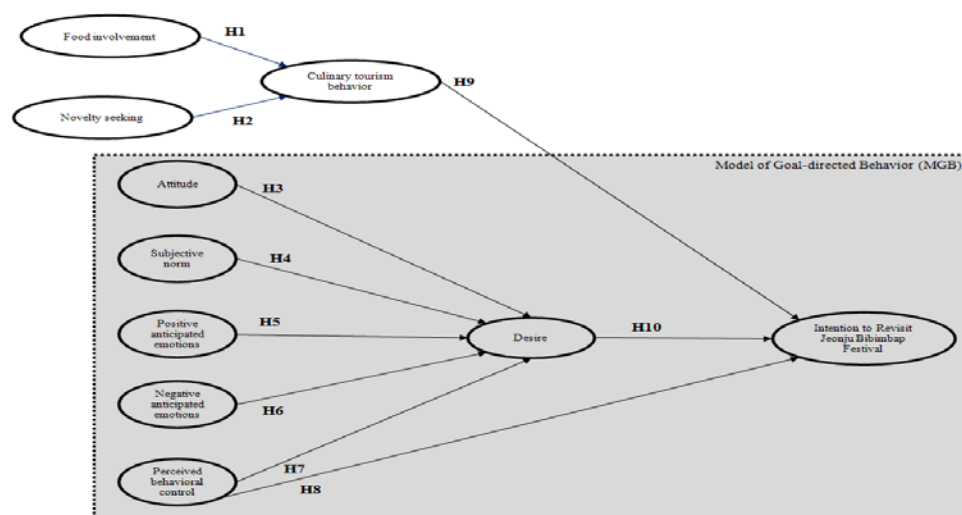 Food involvement
H1
Culinary tourism
behavior
H9
Novelty seeking
H2
Model of Goal-directed Behavior (MGB)
Attitude
H3
Subjective
norm
H4
Positive
anticipated
emotions
H5
Desire
H10
Intention to Revisit
Jeonju Bibimbap
Festival
Negative
anticipated
emotions
H6
Perceived
behavioral
control
H7
H8